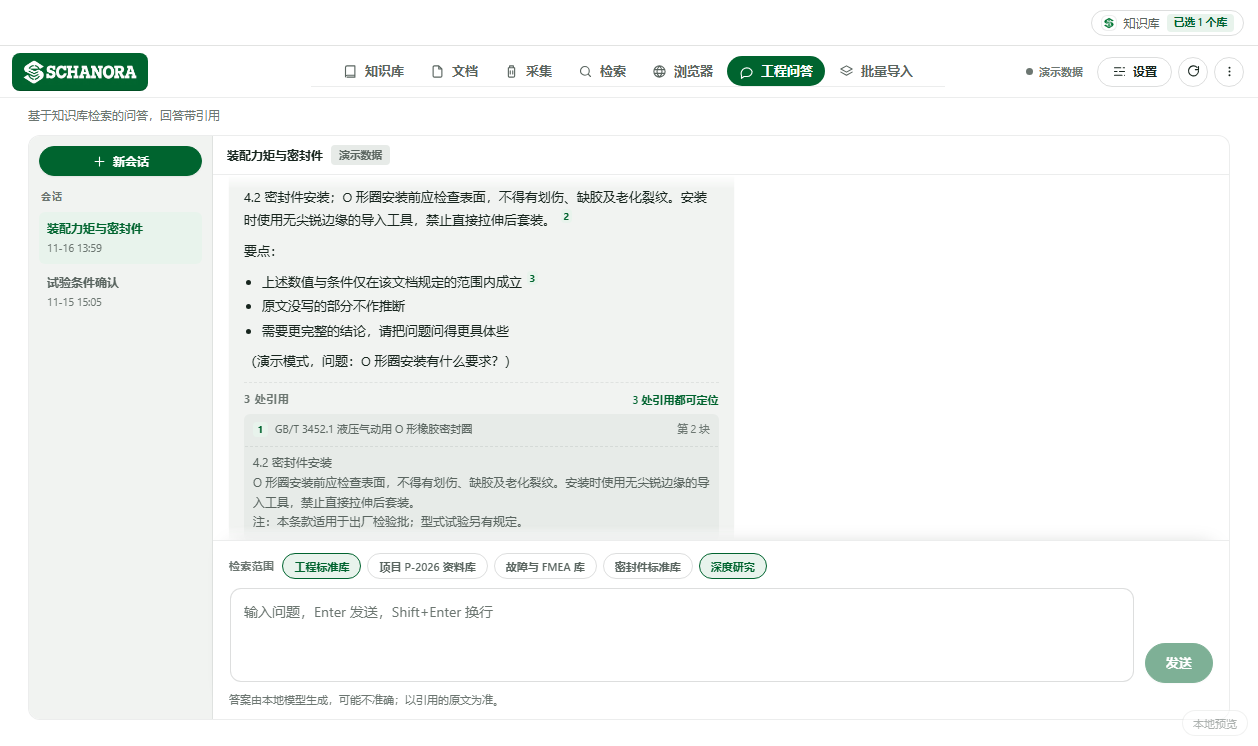 知识库 已选 1 个库
SCHANORA
知识库 文档 采集 检索 浏览器 工程问答 批量导入
演示数据 设置
基于知识库检索的问答，回答带引用
新会话
会话
装配力矩与密封件
11-16 13:59
试验条件确认
11-15 15:05
装配力矩与密封件 演示数据
4.2 密封件安装；O 形圈安装前应检查表面，不得有划伤、缺胶及老化裂纹。安装
时使用无尖锐边缘的导入工具，禁止直接拉伸后套装。 2
要点：
上述数值与条件仅在该文档规定的范围内成立 3
原文没写的部分不作推断
需要更完整的结论，请把问题问得更具体些
（演示模式，问题：O 形圈安装有什么要求？）
3 处引用 3 处引用都可定位
1 GB/T 3452.1 液压气动用 O 形橡胶密封圈 第 2 块
4.2 密封件安装
O 形圈安装前应检查表面，不得有划伤、缺胶及老化裂纹。安装时使用无尖锐边缘的导
入工具，禁止直接拉伸后套装。
注：本条款适用于出厂检验批；型式试验另有规定。
检索范围 工程标准库 项目 P-2026 资料库 故障与 FMEA 库 密封件标准库 深度研究
输入问题，Enter 发送，Shift+Enter 换行
发送
答案由本地模型生成，可能不准确；以引用的原文为准。
本地预览